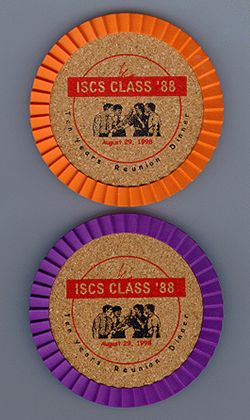 ISCS CLASS '88
August 29, 1998
Ten Years Reunion Dinner
ISCS CLASS '88
August 29, 1998
Ten Years Reunion Dinner